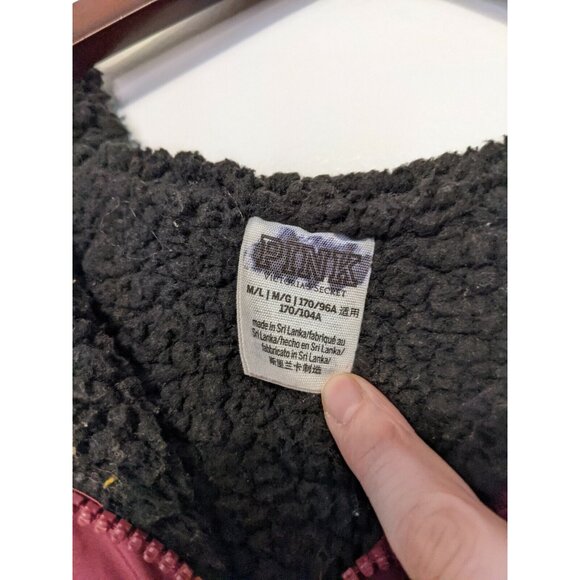 PINK
VICTORIA'S SECRET
M/L | M/G | 170/96A 适用
170/104A
made in Sri Lanka/fabriqué au
Sri Lanka/hecho en Sri Lanka/
fabbricato in Sri Lanka/
斯里兰卡制造